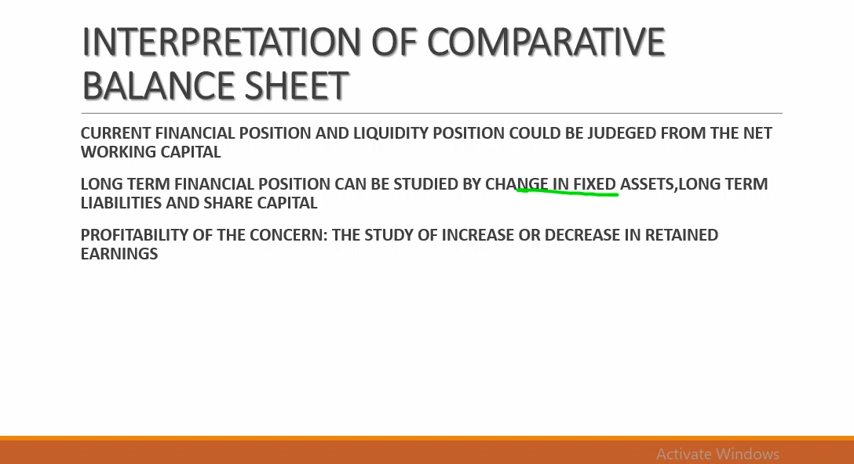 INTERPRETATION OF COMPARATIVE
BALANCE SHEET
CURRENT FINANCIAL POSITION AND LIQUIDITY POSITION COULD BE JUDEGED FROM THE NET
WORKING CAPITAL
LONG TERM FINANCIAL POSITION CAN BE STUDIED BY CHANGE IN FIXED ASSETS,LONG TERM
LIABILITIES AND SHARE CAPITAL
PROFITABILITY OF THE CONCERN: THE STUDY OF INCREASE OR DECREASE IN RETAINED
EARNINGS
Activate Windows